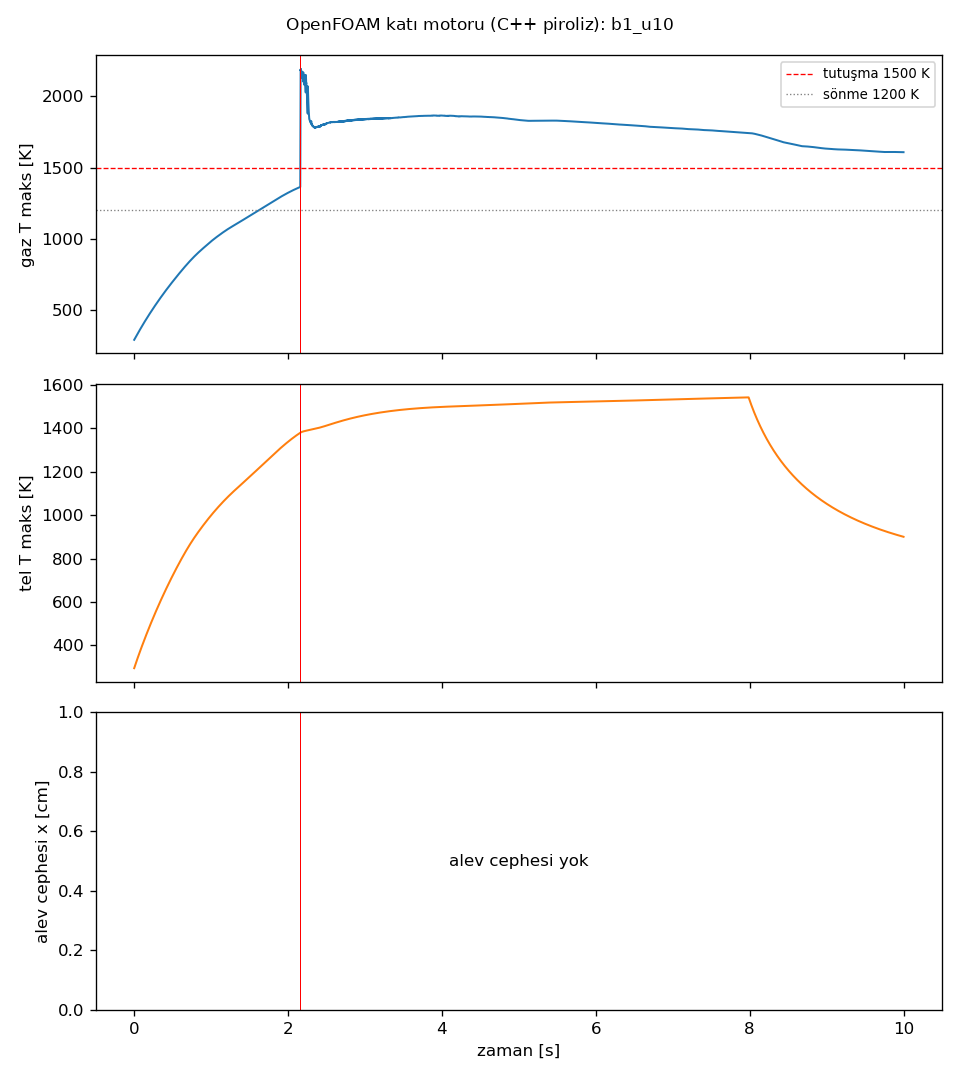 OpenFOAM katı motoru (C++ piroliz): b1_u10
tutuşma 1500 K
sönme 1200 K
gaz T maks [K]
2000
1500
1000
500
tel T maks [K]
1600
1400
1200
1000
800
600
400
alev cephesi x [cm]
1.0
0.8
0.6
0.4
0.2
0.0
alev cephesi yok
0 2 4 6 8 10
zaman [s]